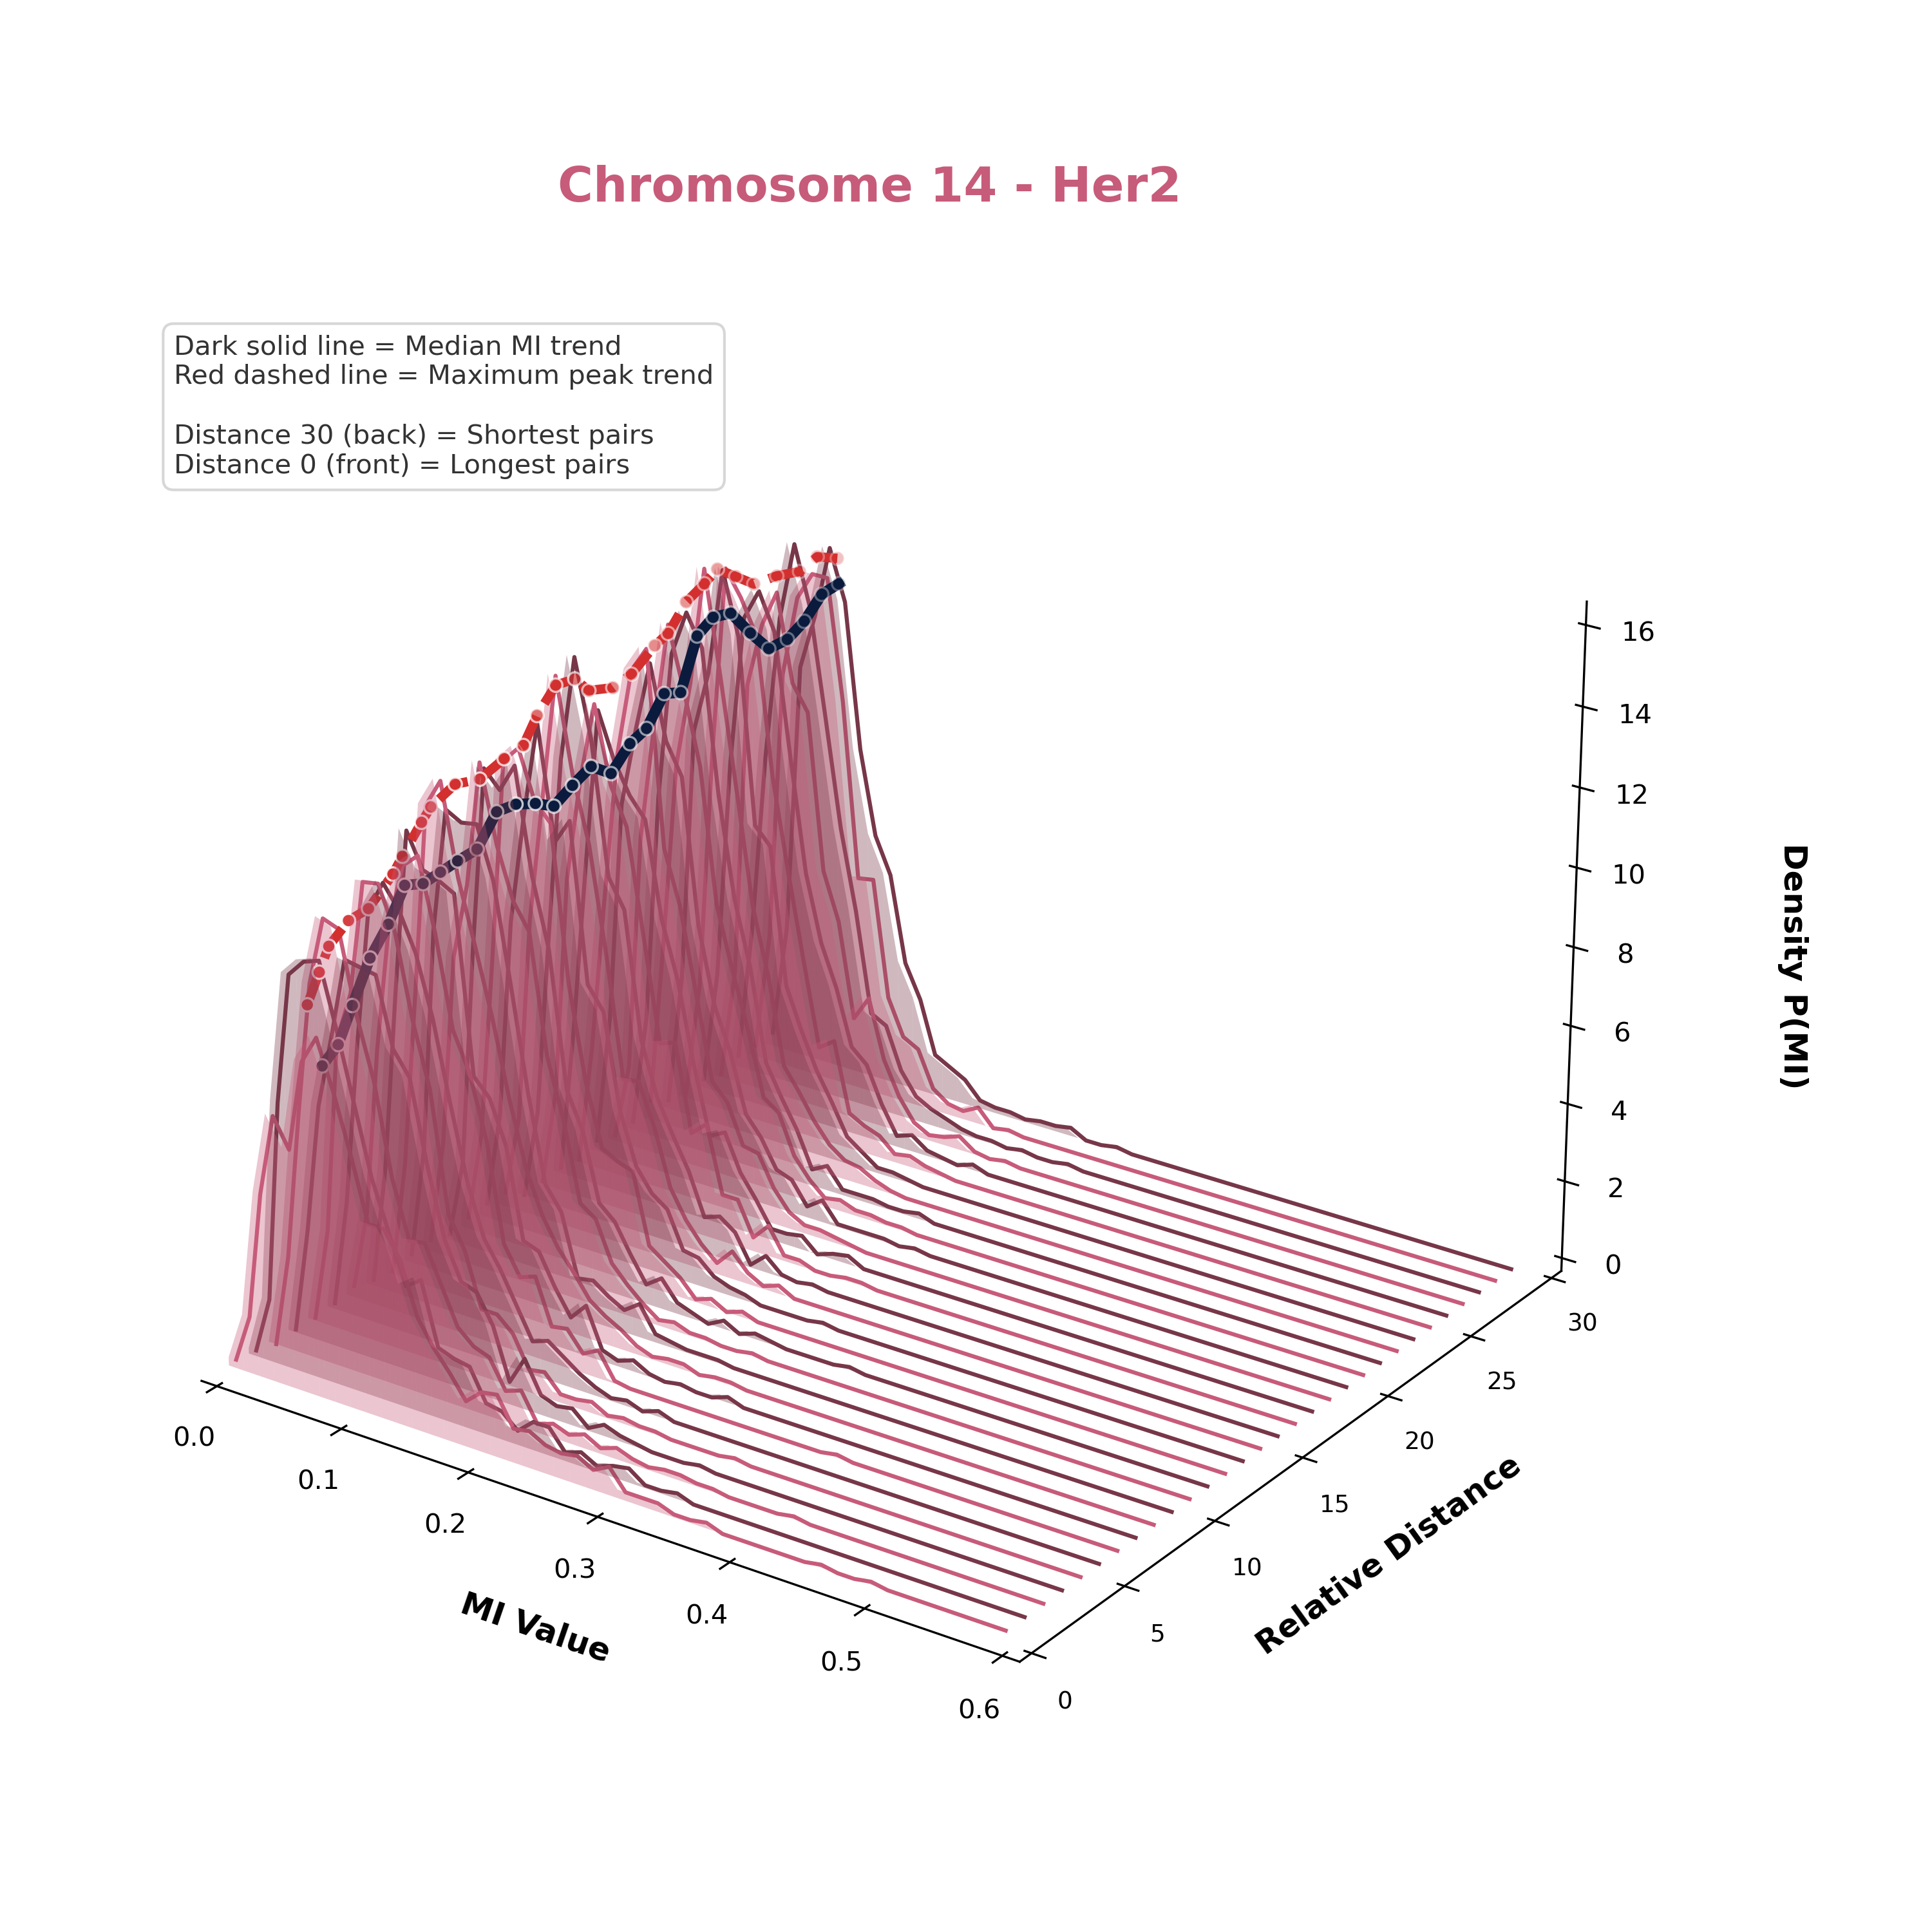 Chromosome 14 - Her2
Dark solid line = Median MI trend
Red dashed line = Maximum peak trend
Distance 30 (back) = Shortest pairs
Distance 0 (front) = Longest pairs
16
14
12
10
8
6
4
2
0
Density P(MI)
30
25
20
15
10
5
0
Relative Distance
0.0
0.1
0.2
0.3
0.4
0.5
0.6
MI Value